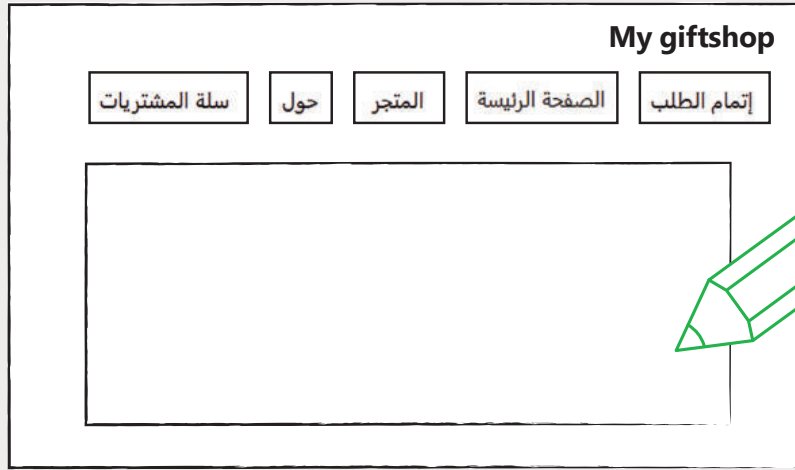 My giftshop
إتمام الطلب الصفحة الرئيسة المتجر حول سلة المشتريات